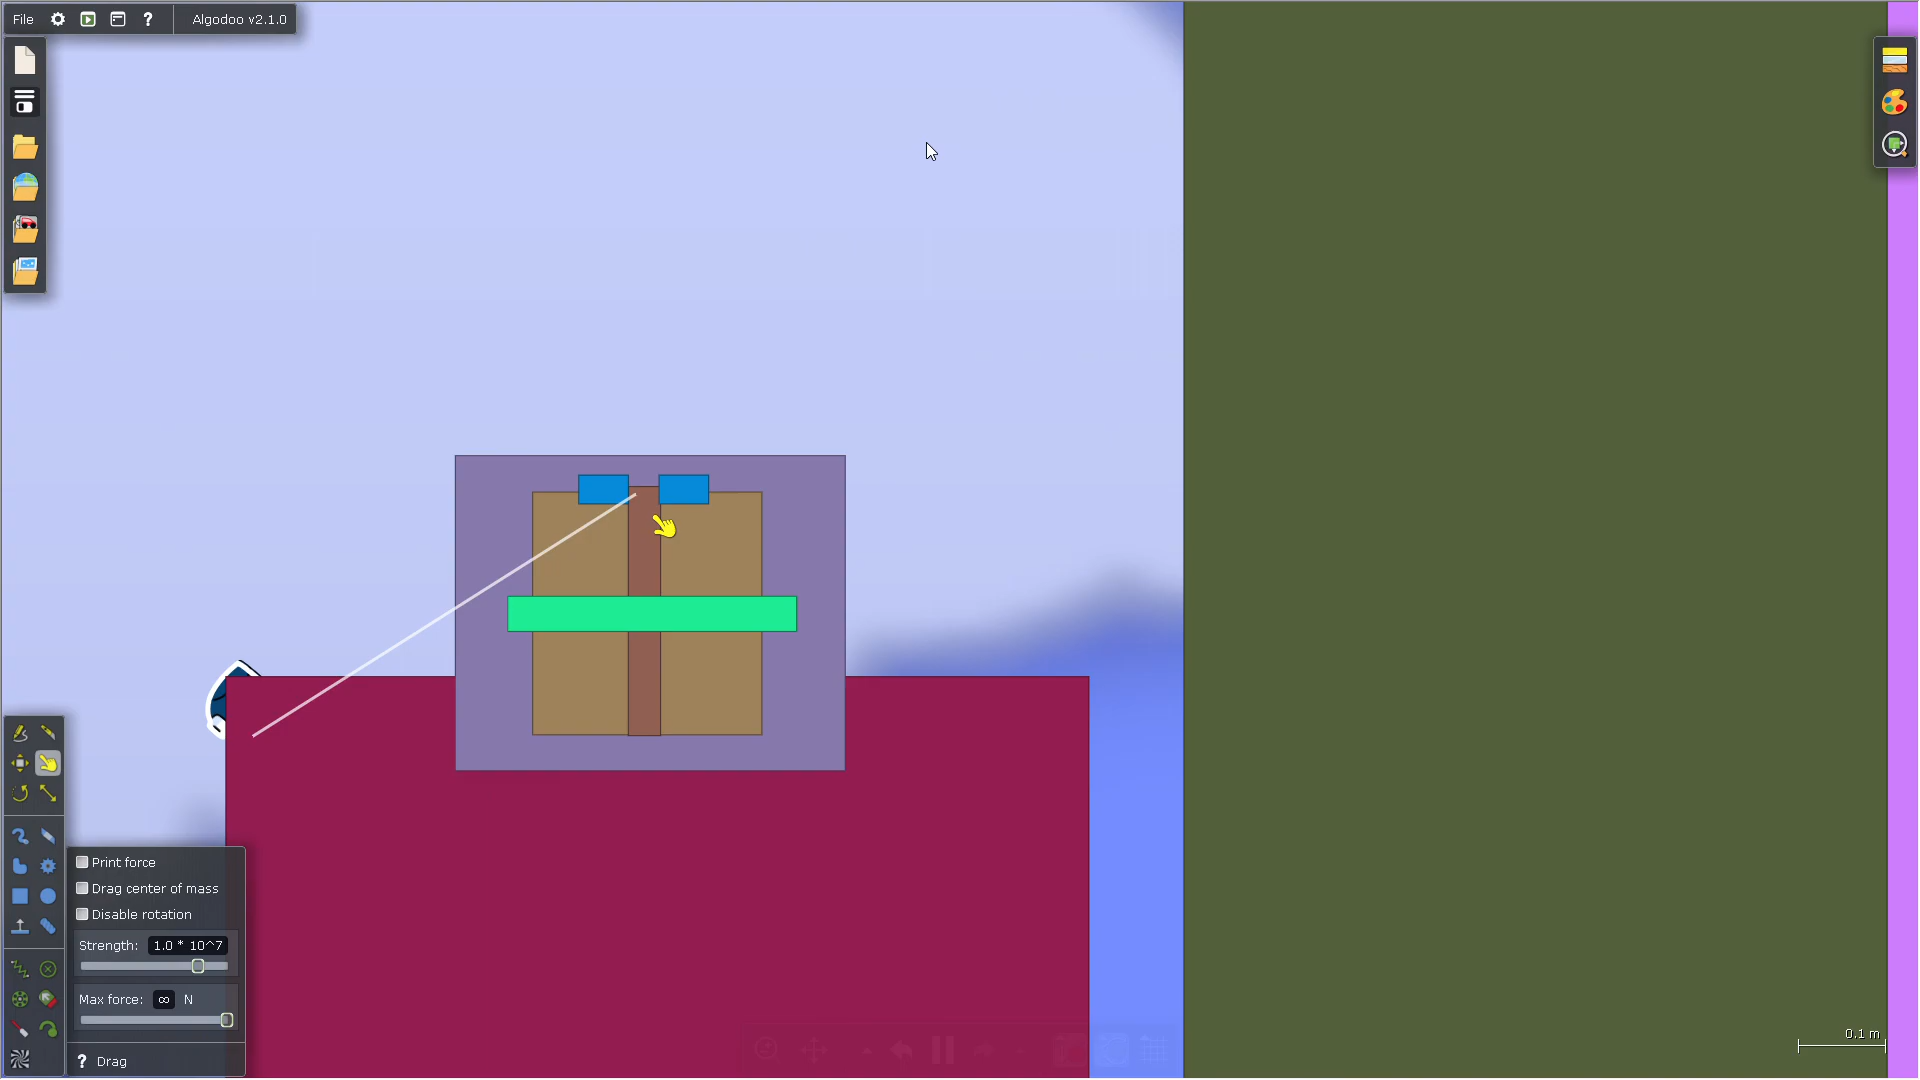 File ? Algodoo v2.1.0
Print force
Drag center of mass
Disable rotation
Strength: 1.0 * 10^7
Max force: ∞ N
? Drag
0.1 m